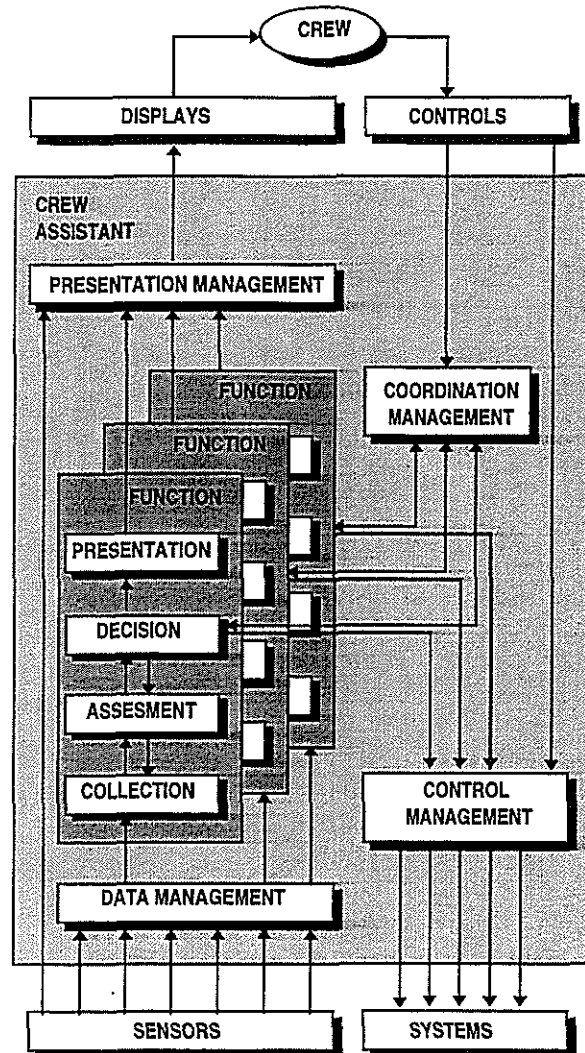 CREW
DISPLAYS
CONTROLS
CREW
ASSISTANT
PRESENTATION MANAGEMENT
FUNCTION
COORDINATION
MANAGEMENT
FUNCTION
FUNCTION
PRESENTATION
DECISION
ASSESMENT
COLLECTION
CONTROL
MANAGEMENT
DATA MANAGEMENT
SENSORS
SYSTEMS